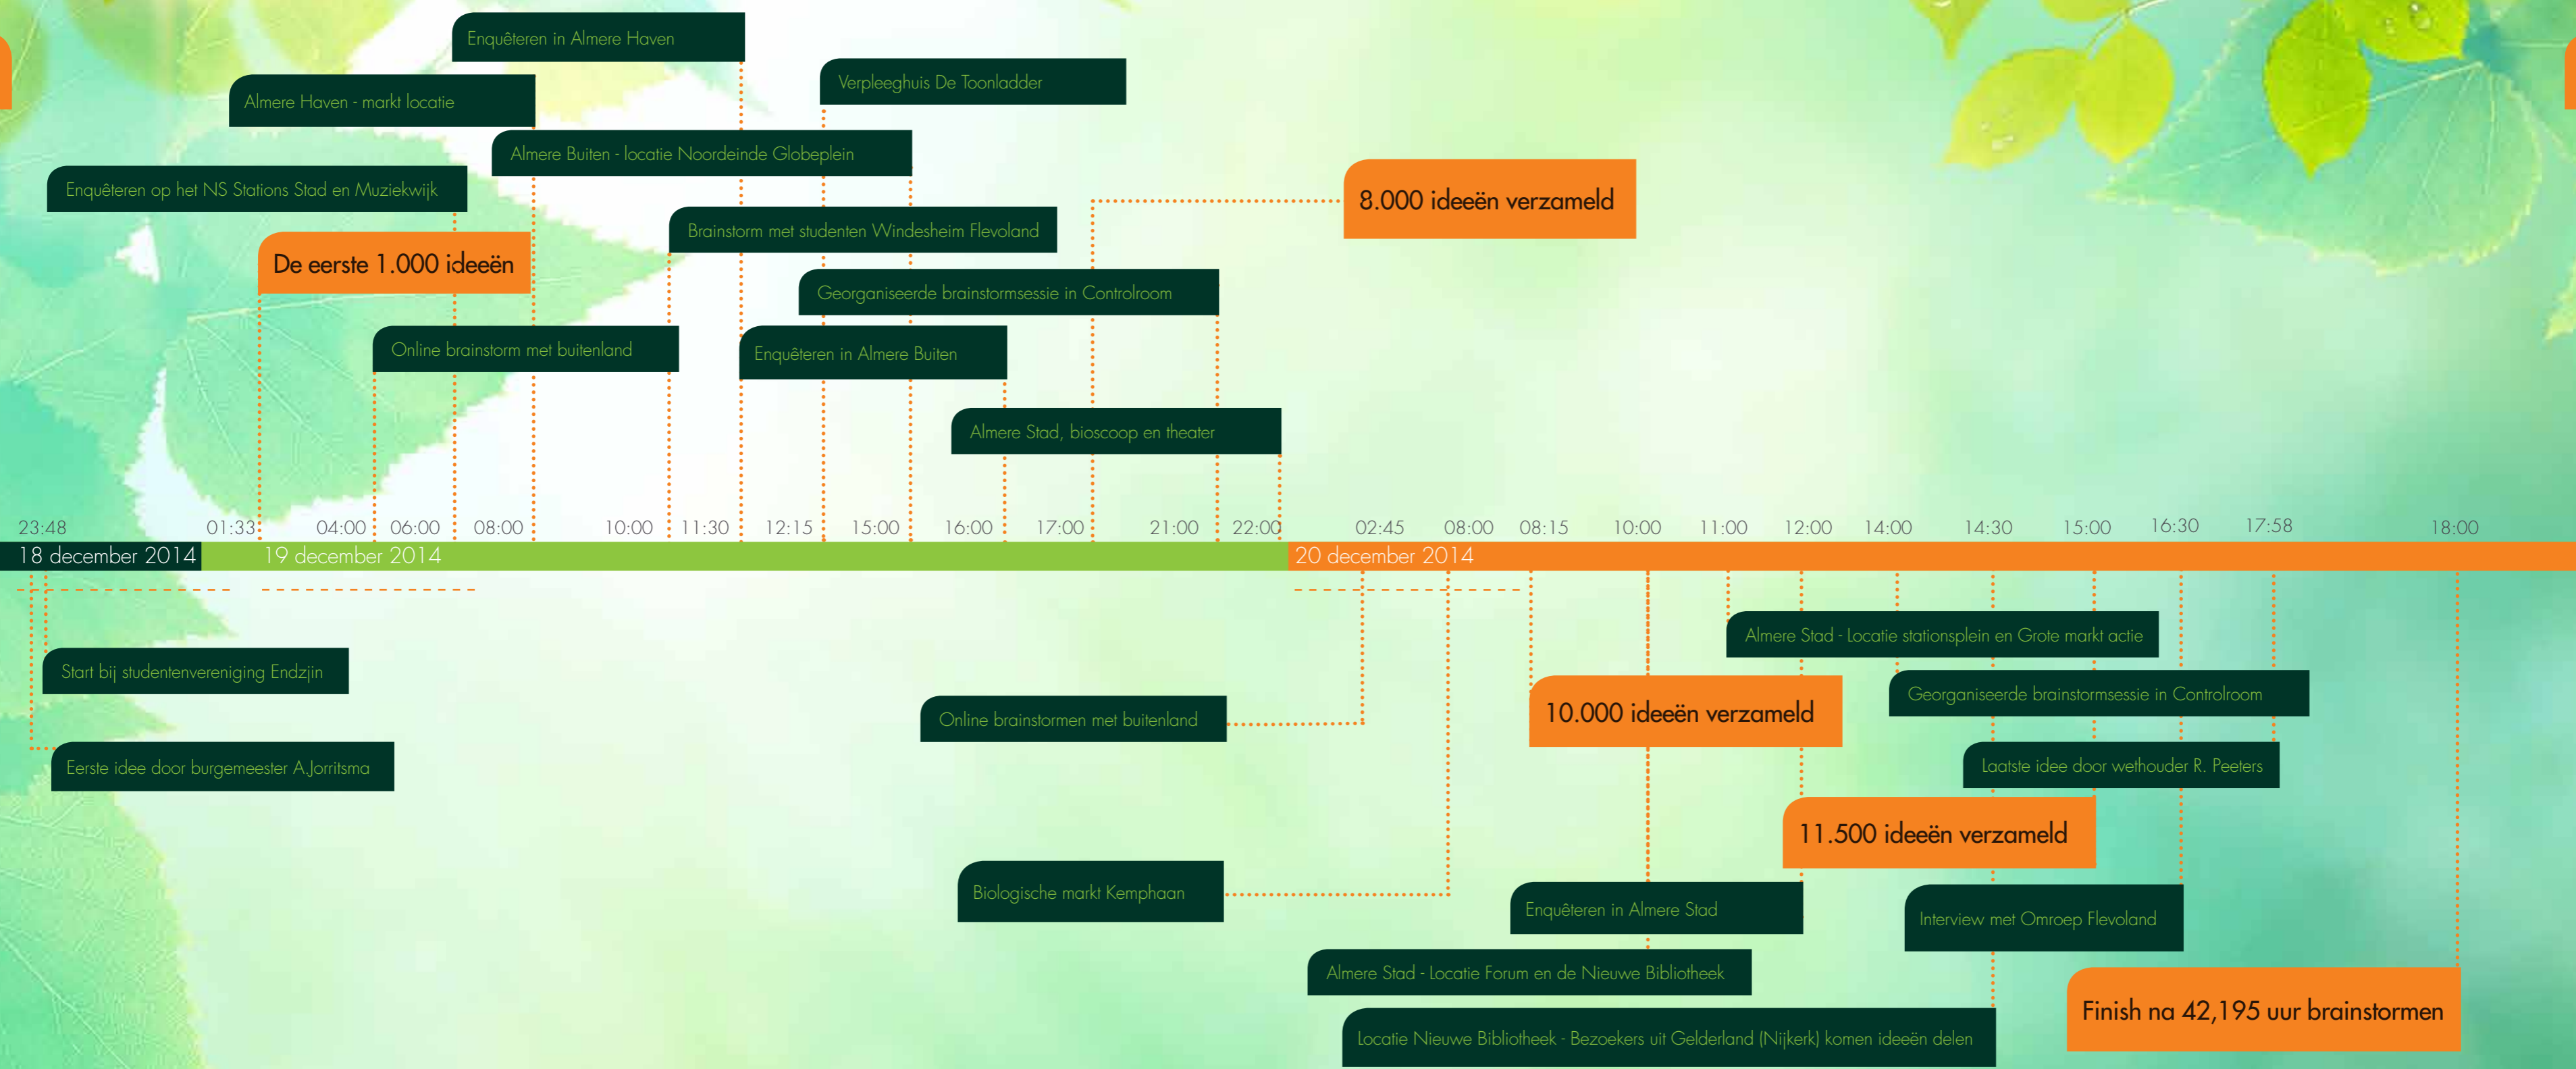 Enquêteren in Almere Haven
Verpleeghuis De Toonladder
Almere Haven - markt locatie
Almere Buiten - locatie Noordeinde Globeplein
Enquêteren op het NS Stations Stad en Muziekwijk
8.000 ideeën verzameld
Brainstorm met studenten Windesheim Flevoland
De eerste 1.000 ideeën
Georganiseerde brainstormsessie in Controlroom
Online brainstorm met buitenland
Enquêteren in Almere Buiten
Almere Stad, bioscoop en theater
23:48 01:33 04:00 06:00 08:00 10:00 11:30 12:15 15:00 16:00 17:00 21:00 22:00 02:45 08:00 08:15 10:00 11:00 12:00 14:00 14:30 15:00 16:30 17:58 18:00
18 december 2014 19 december 2014 20 december 2014
Almere Stad - Locatie stationsplein en Grote markt actie
Start bij studentenvereniging Endzjin
Georganiseerde brainstormsessie in Controlroom
Online brainstormen met buitenland
10.000 ideeën verzameld
Eerste idee door burgemeester A.Jorritsma
Laatste idee door wethouder R. Peeters
11.500 ideeën verzameld
Biologische markt Kemphaan
Enquêteren in Almere Stad
Interview met Omroep Flevoland
Almere Stad - Locatie Forum en de Nieuwe Bibliotheek
Finish na 42,195 uur brainstormen
Locatie Nieuwe Bibliotheek - Bezoekers uit Gelderland (Nijkerk) komen ideeën delen